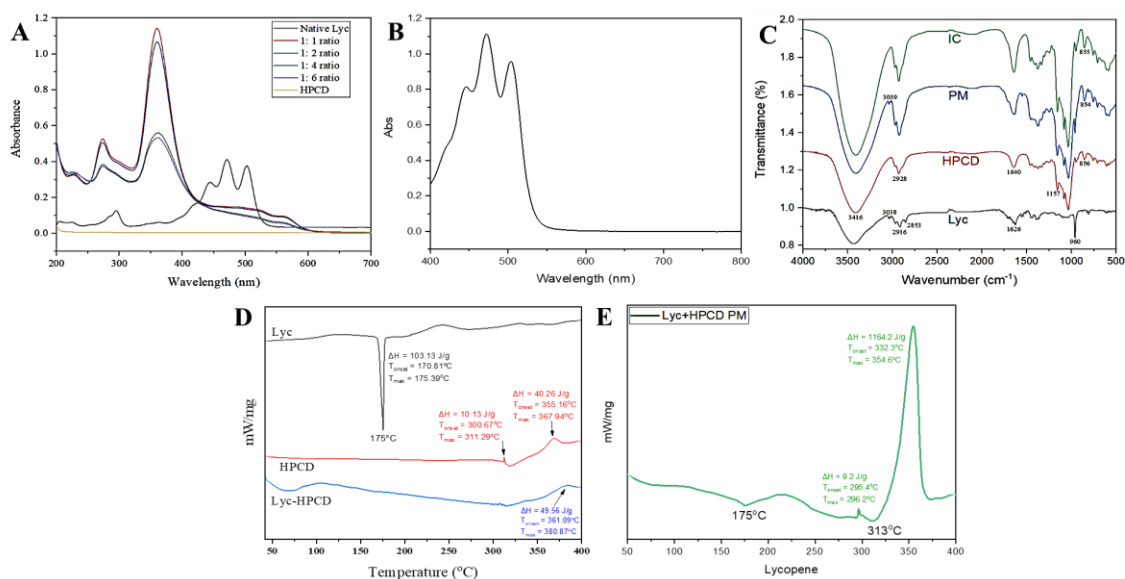 A
1.2
1.0
0.8
0.6
0.4
0.2
0.0
Absorbance
Native Lyc
1: 1 ratio
1: 2 ratio
1: 4 ratio
1: 6 ratio
HPCD
200 300 400 500 600 700
Wavelength (nm)
B
1.2
1.0
0.8
0.6
0.4
0.2
0.0
Abs
400 500 600 700 800
Wavelength (nm)
C
2.0
1.8
1.6
1.4
1.2
1.0
0.8
Transmittance (%)
IC
855
3039
PM
854
HPCD
2928
1640
1157
856
3416
3038
2916
2853
Lyc
1626
960
4000 3500 3000 2500 2000 1500 1000 500
Wavenumber (cm⁻¹)
D
mW/mg
Lyc
ΔH = 103.13 J/g
Tonset = 170.81°C
Tmax = 175.39°C
175°C
ΔH = 10.13 J/g
Tonset = 300.67°C
Tmax = 311.29°C
ΔH = 40.26 J/g
Tonset = 355.16°C
Tmax = 367.94°C
HPCD
Lyc-HPCD
ΔH = 49.56 J/g
Tonset = 361.09°C
Tmax = 380.87°C
50 100 150 200 250 300 350 400
Temperature (°C)
E
Lyc+HPCD PM
mW/mg
ΔH = 1164.2 J/g
Tonset = 332.3°C
Tmax = 354.6°C
ΔH = 9.2 J/g
Tonset = 295.4°C
Tmax = 296.2°C
175°C
313°C
50 100 150 200 250 300 350 400
Lycopene